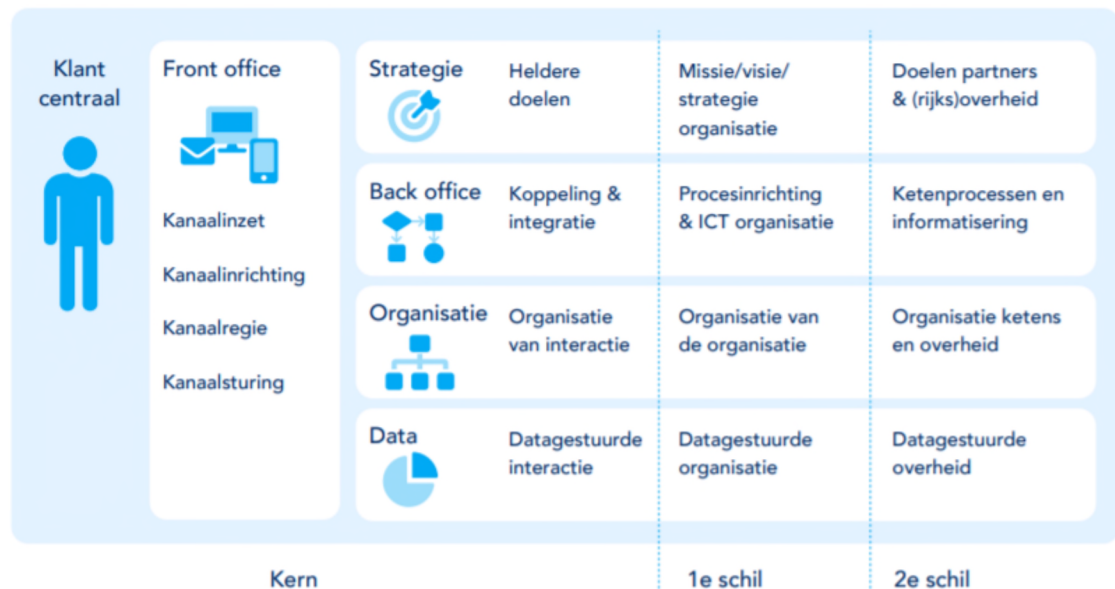 Klant
centraal
Front office
Kanaalinzet
Kanaalinrichting
Kanaalregie
Kanaalsturing
Strategie
Heldere
doelen
Missie/visie/
strategie
organisatie
Doelen partners
& (rijks)overheid
Back office
Koppeling &
integratie
Procesinrichting
& ICT organisatie
Ketenprocessen en
informatisering
Organisatie
Organisatie
van interactie
Organisatie van
de organisatie
Organisatie ketens
en overheid
Data
Datagestuurde
interactie
Datagestuurde
organisatie
Datagestuurde
overheid
Kern
1e schil
2e schil